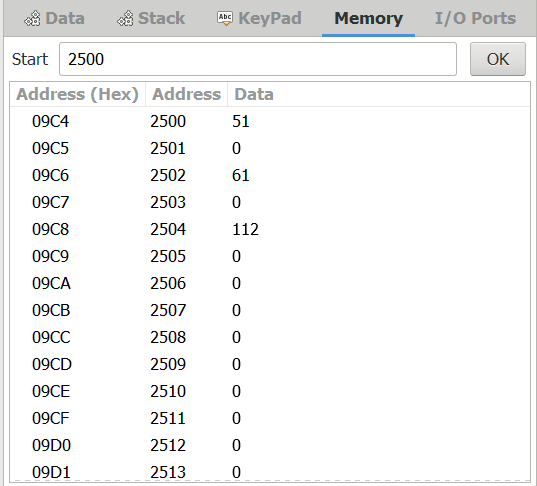 Data Stack Abc KeyPad Memory I/O Ports
Start 2500 OK
Address (Hex) Address Data
09C4 2500 51
09C5 2501 0
09C6 2502 61
09C7 2503 0
09C8 2504 112
09C9 2505 0
09CA 2506 0
09CB 2507 0
09CC 2508 0
09CD 2509 0
09CE 2510 0
09CF 2511 0
09D0 2512 0
09D1 2513 0